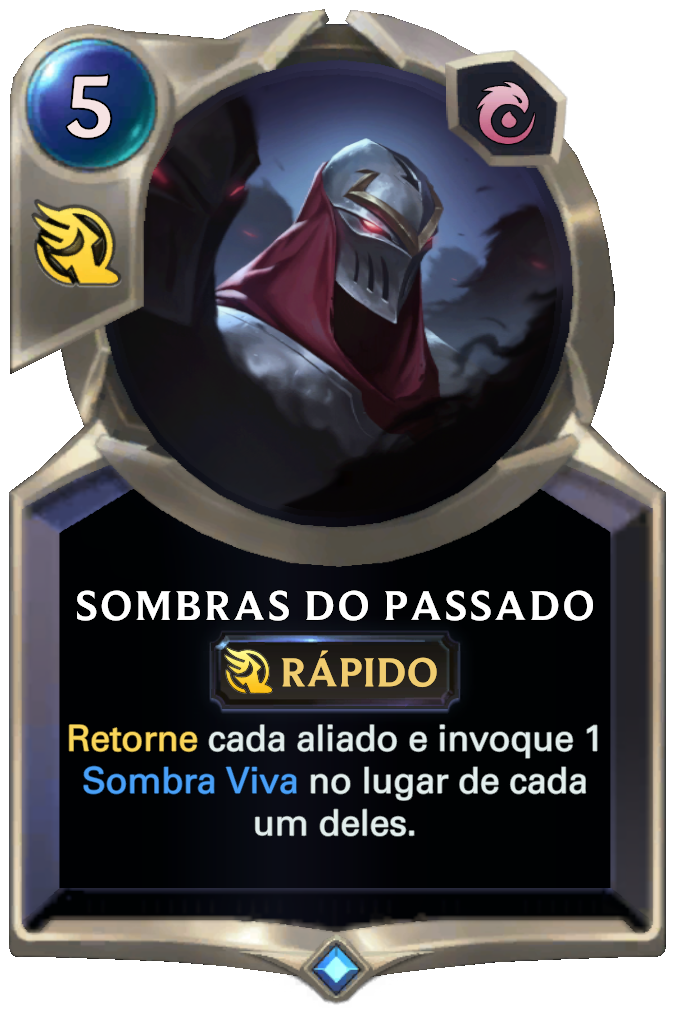 5
SOMBRAS DO PASSADO
RÁPIDO
Retorne cada aliado e invoque 1
Sombra Viva no lugar de cada
um deles.